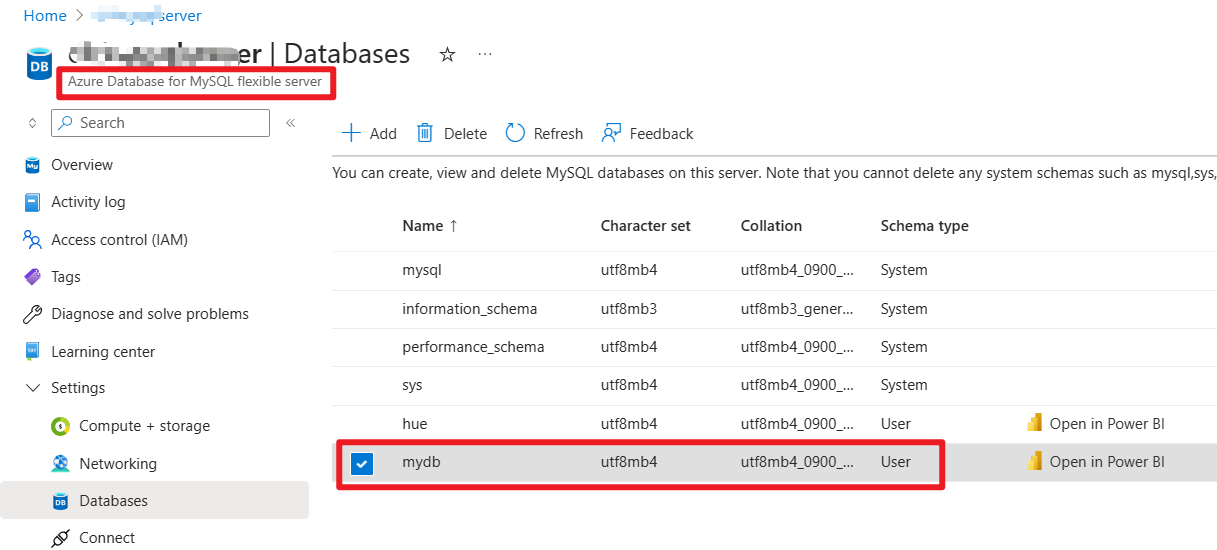 Home
server
er | Databases
Azure Database for MySQL flexible server
Search
Overview
Activity log
Access control (IAM)
Tags
Diagnose and solve problems
Learning center
Settings
Compute + storage
Networking
Databases
Connect
Add Delete Refresh Feedback
You can create, view and delete MySQL databases on this server. Note that you cannot delete any system schemas such as mysql,sys,
Name ↑ Character set Collation Schema type
mysql utf8mb4 utf8mb4_0900_... System
information_schema utf8mb3 utf8mb3_gener... System
performance_schema utf8mb4 utf8mb4_0900_... System
sys utf8mb4 utf8mb4_0900_... System
hue utf8mb4 utf8mb4_0900_... User Open in Power BI
mydb utf8mb4 utf8mb4_0900_... User Open in Power BI